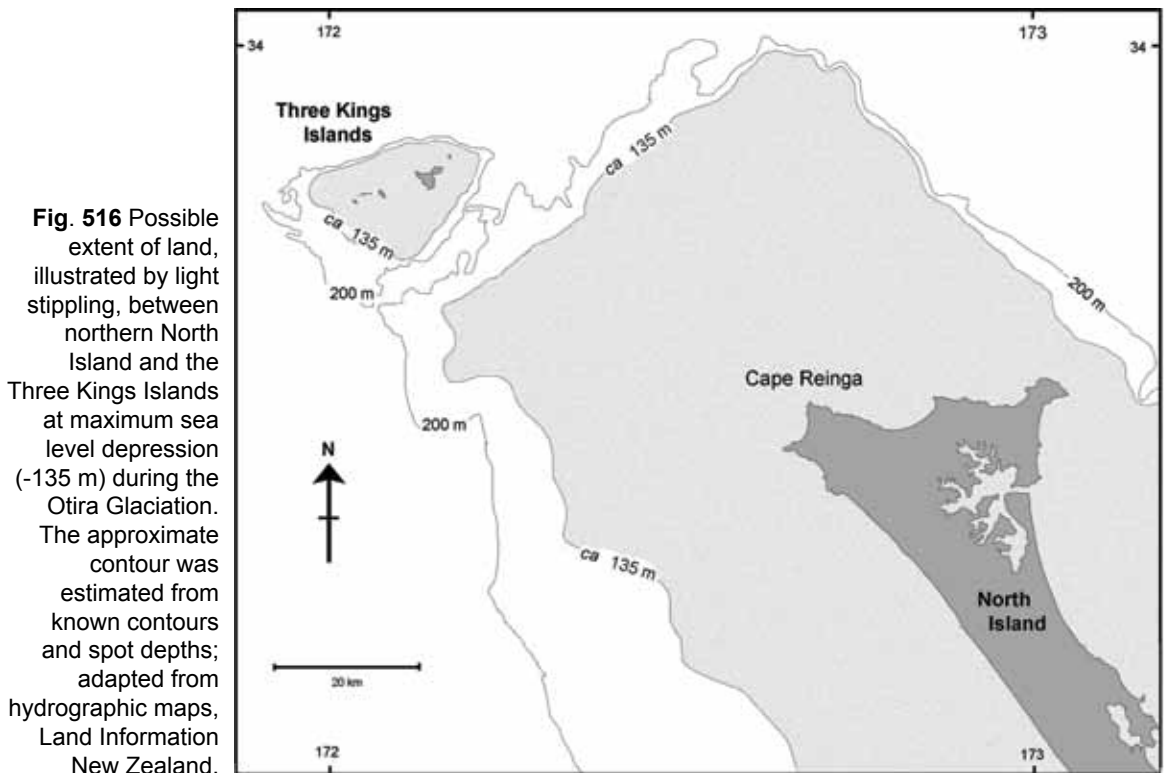 Fig. 516 Possible
extent of land,
illustrated by light
stippling, between
northern North
Island and the
Three Kings Islands
at maximum sea
level depression
(-135 m) during the
Otira Glaciation.
The approximate
contour was
estimated from
known contours
and spot depths;
adapted from
hydrographic maps,
Land Information
New Zealand.
172
173
34
34
Three Kings
Islands
ca 135 m
ca 135 m
200 m
200 m
200 m
Cape Reinga
N
ca 135 m
North
Island
20 km
172
173